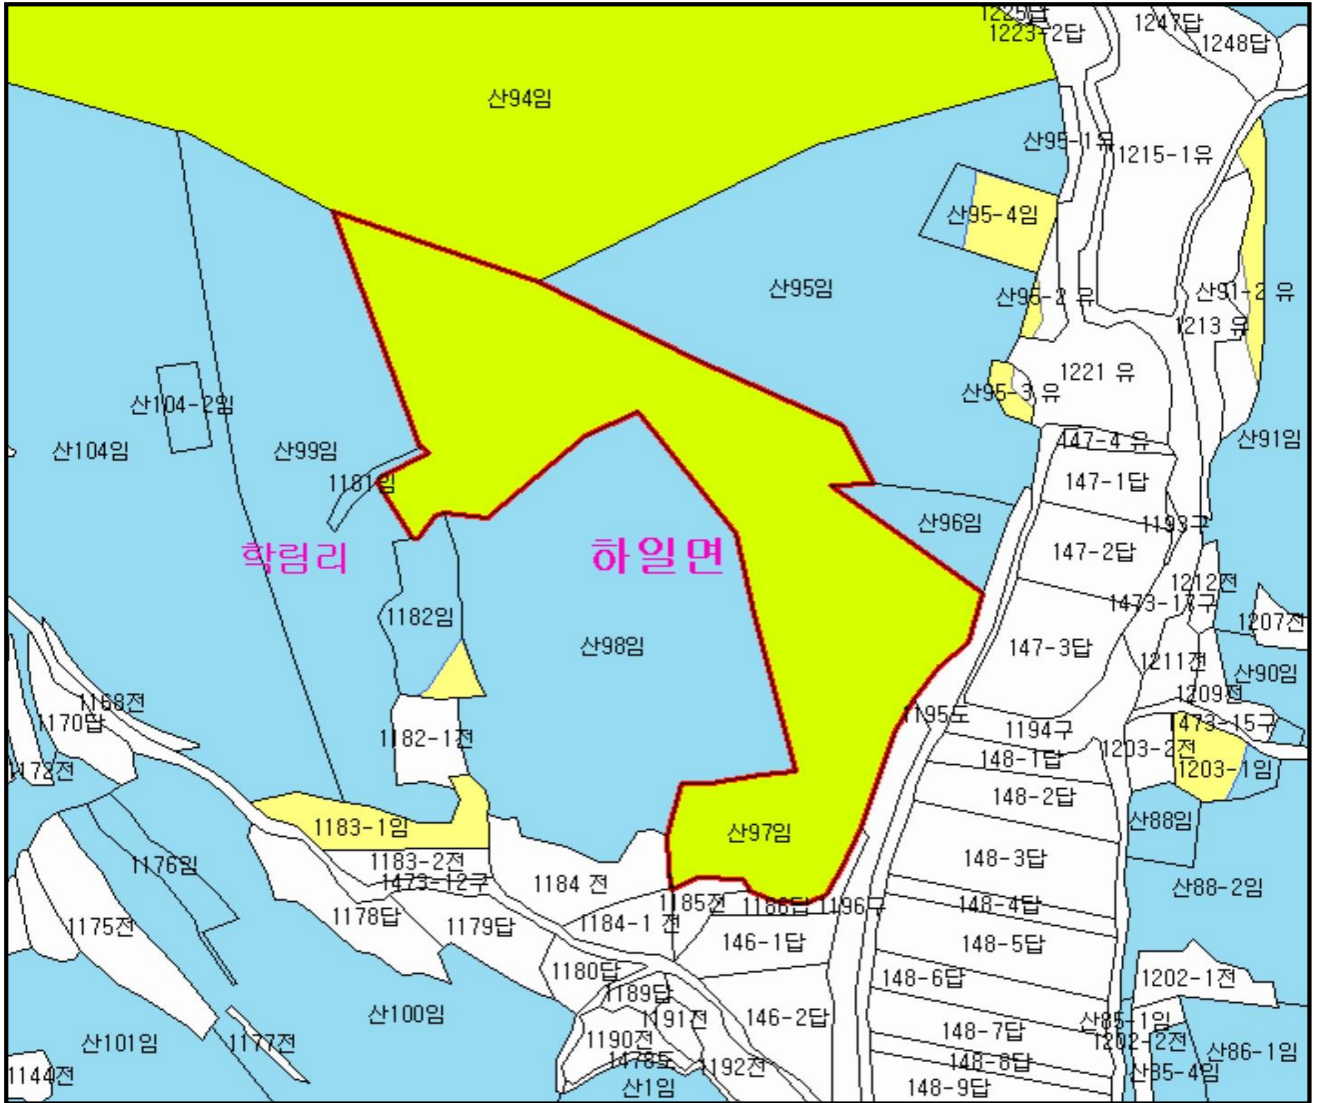 1225답
1223-2답
1247답
1248답
산94임
산95-1유
1215-1유
산95-4임
산95임
산95-2 유
산91-2 유
1213 유
1221 유
산95-3 유
산104-2임
산104임
산99임
1181임
147-4 유
산91임
147-1답
산96임
1193구
147-2답
학림리
하일면
1212전
1473-17구
1207전
1182임
산98임
147-3답
1211전
산90임
1209전
1168전
1170답
1195도
1194구
1473-15구
1182-1전
148-1답
1203-2전
1172전
1203-1임
148-2답
1183-1임
산97임
산88임
1176임
1183-2전
148-3답
1473-12구
1184 전
산88-2임
1185전
1186답
1196구
148-4답
1175전
1178답
1179답
1184-1 전
146-1답
148-5답
1180답
148-6답
1202-1전
1189답
산100임
1191전
146-2답
산85-1임
1190전
148-7답
산101임
1177전
1202-2전
산86-1임
1478도
1192전
148-8답
1144전
산1임
148-9답
산85-4임